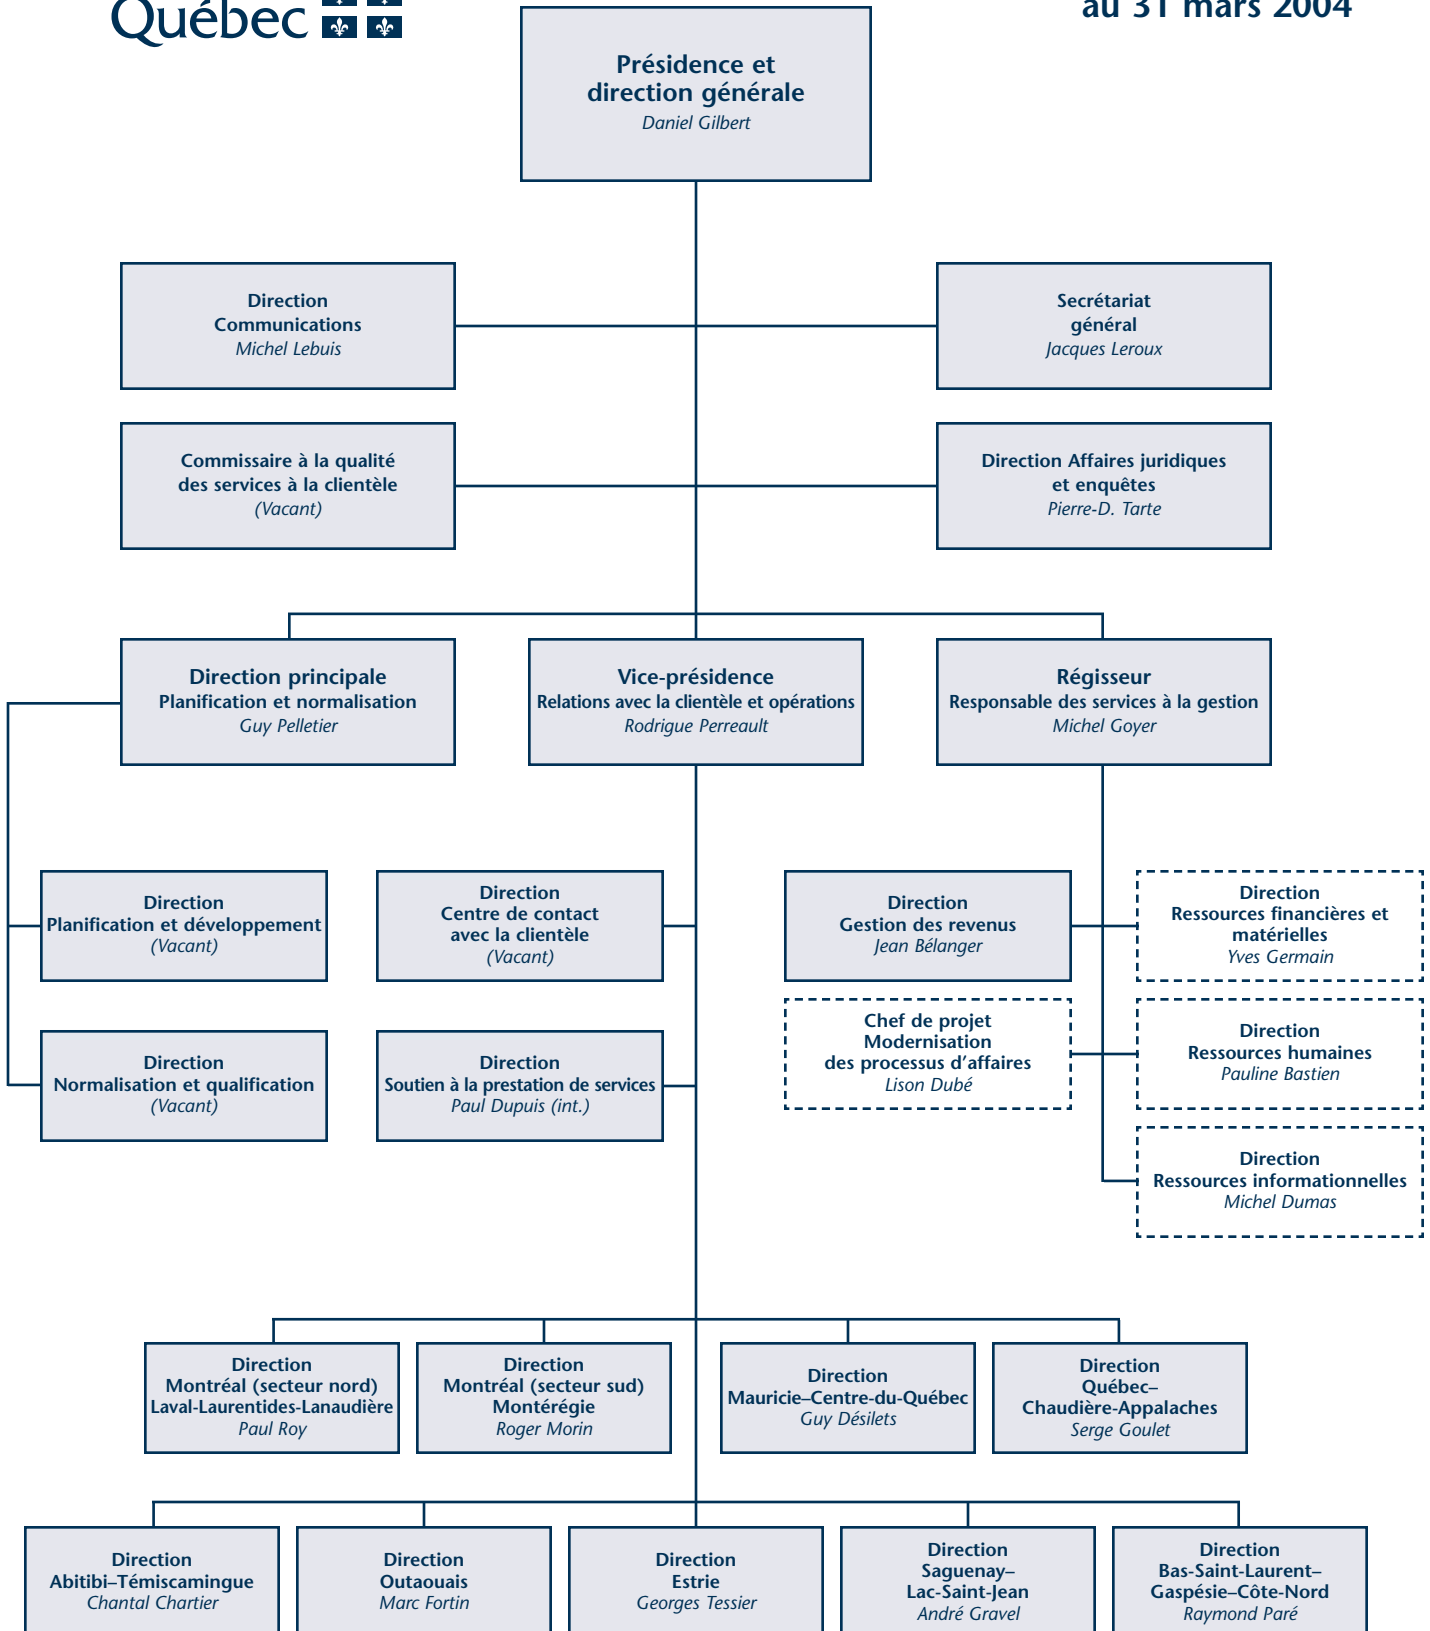 Québec
au 31 mars 2004
Présidence et
direction générale
Daniel Gilbert
Direction
Communications
Michel Lebuis
Secrétariat
général
Jacques Leroux
Commissaire à la qualité
des services à la clientèle
(Vacant)
Direction Affaires juridiques
et enquêtes
Pierre-D. Tarte
Direction principale
Planification et normalisation
Guy Pelletier
Vice-présidence
Relations avec la clientèle et opérations
Rodrigue Perreault
Régisseur
Responsable des services à la gestion
Michel Goyer
Direction
Planification et développement
(Vacant)
Direction
Centre de contact
avec la clientèle
(Vacant)
Direction
Gestion des revenus
Jean Bélanger
Direction
Ressources financières et
matérielles
Yves Germain
Chef de projet
Modernisation
des processus d'affaires
Lison Dubé
Direction
Ressources humaines
Pauline Bastien
Direction
Normalisation et qualification
(Vacant)
Direction
Soutien à la prestation de services
Paul Dupuis (int.)
Direction
Ressources informationnelles
Michel Dumas
Direction
Montréal (secteur nord)
Laval-Laurentides-Lanaudière
Paul Roy
Direction
Montréal (secteur sud)
Montérégie
Roger Morin
Direction
Mauricie–Centre-du-Québec
Guy Désilets
Direction
Québec–
Chaudière-Appalaches
Serge Goulet
Direction
Abitibi–Témiscamingue
Chantal Chartier
Direction
Outaouais
Marc Fortin
Direction
Estrie
Georges Tessier
Direction
Saguenay–
Lac-Saint-Jean
André Gravel
Direction
Bas-Saint-Laurent–
Gaspésie–Côte-Nord
Raymond Paré